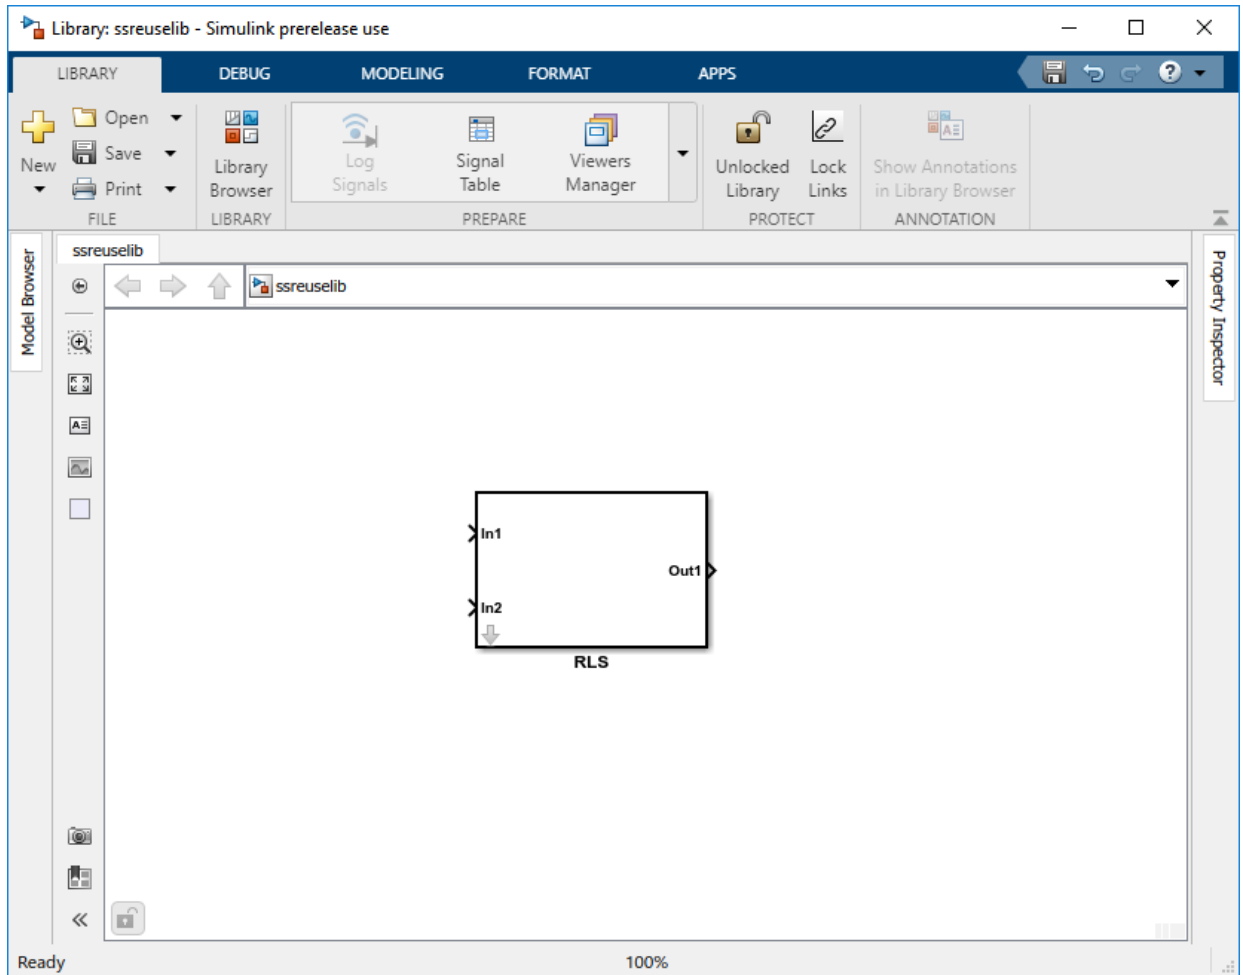 Library: ssreuselib - Simulink prerelease use
LIBRARY DEBUG MODELING FORMAT APPS
New
Open
Save
Print
FILE
Library
Browser
LIBRARY
Log
Signals
Signal
Table
Viewers
Manager
PREPARE
Unlocked
Library
Lock
Links
PROTECT
Show Annotations
in Library Browser
ANNOTATION
Model Browser
ssreuselib
ssreuselib
Property Inspector
In1
In2
Out1
RLS
Ready
100%